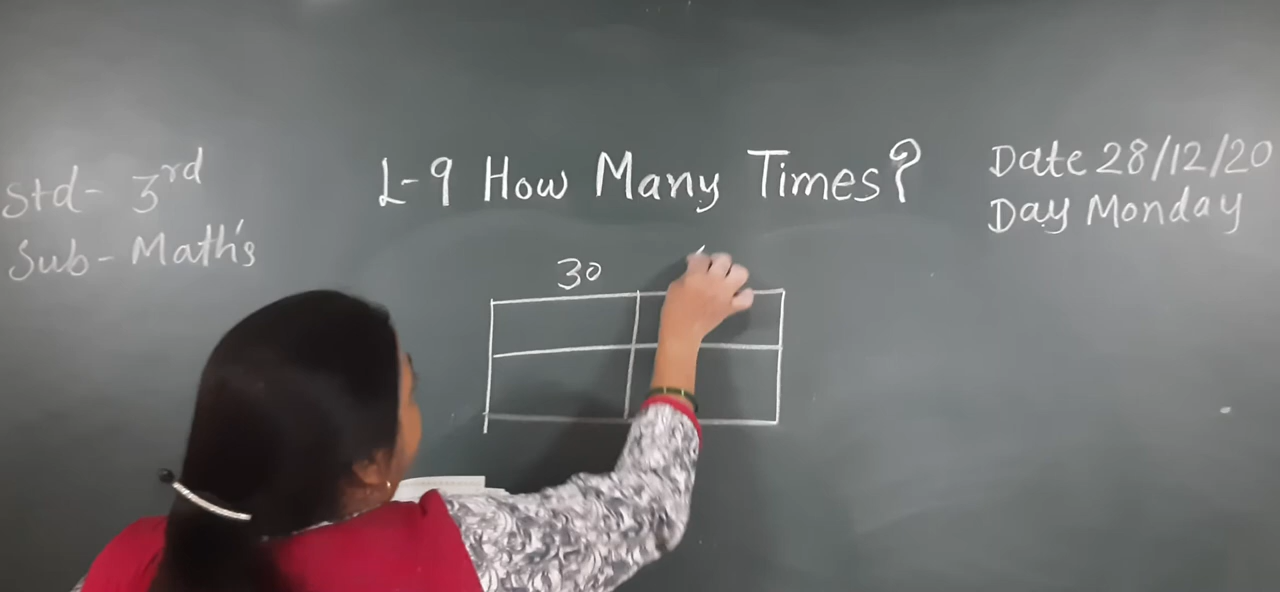 Std- 3rd
Sub- Math's
L-9 How Many Times?
Date 28/12/20
Day Monday
30